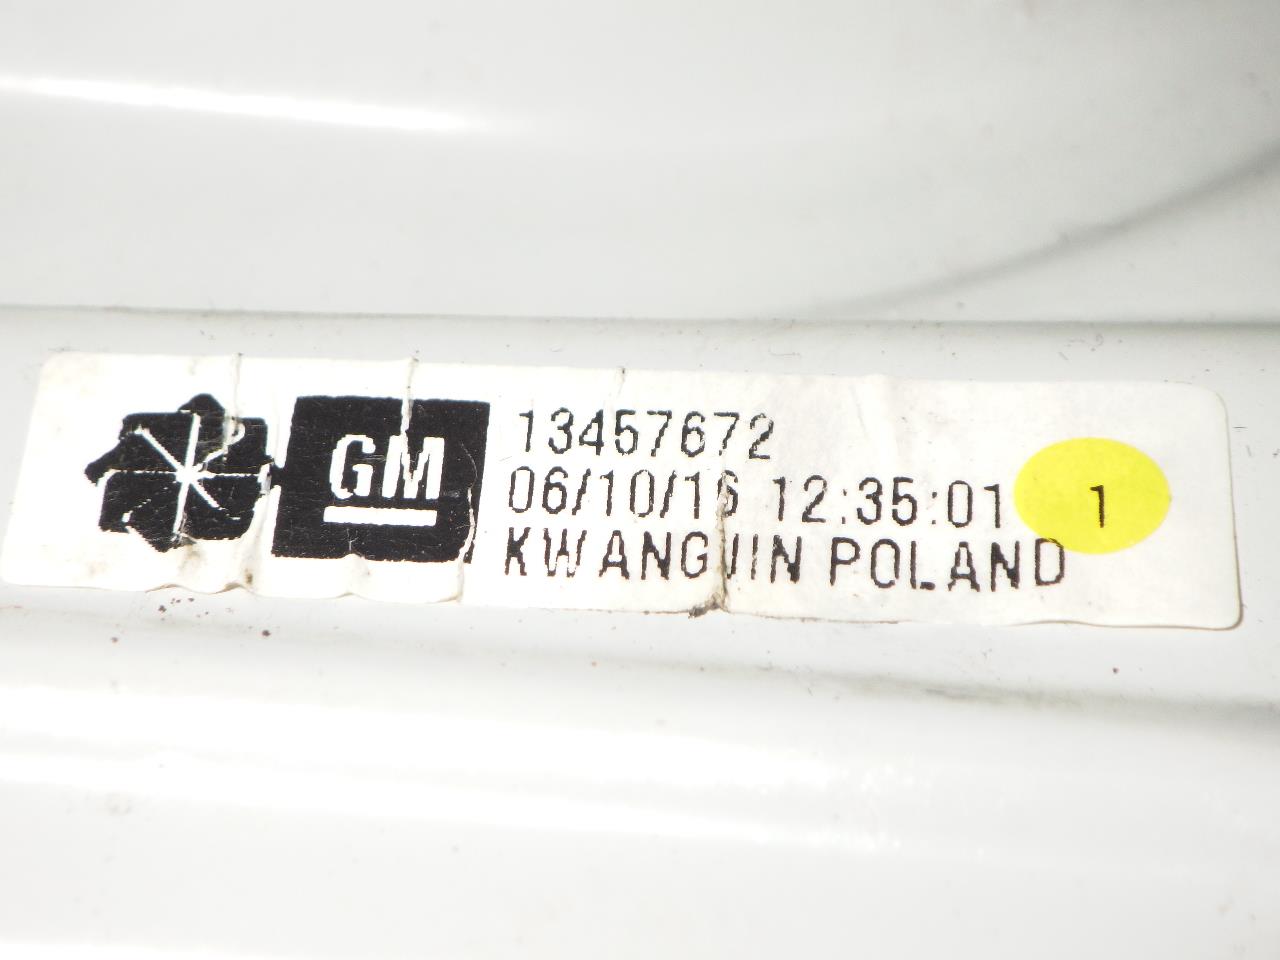 GM
13457672
06/10/16 12:35:01
KWANGJIN POLAND
1